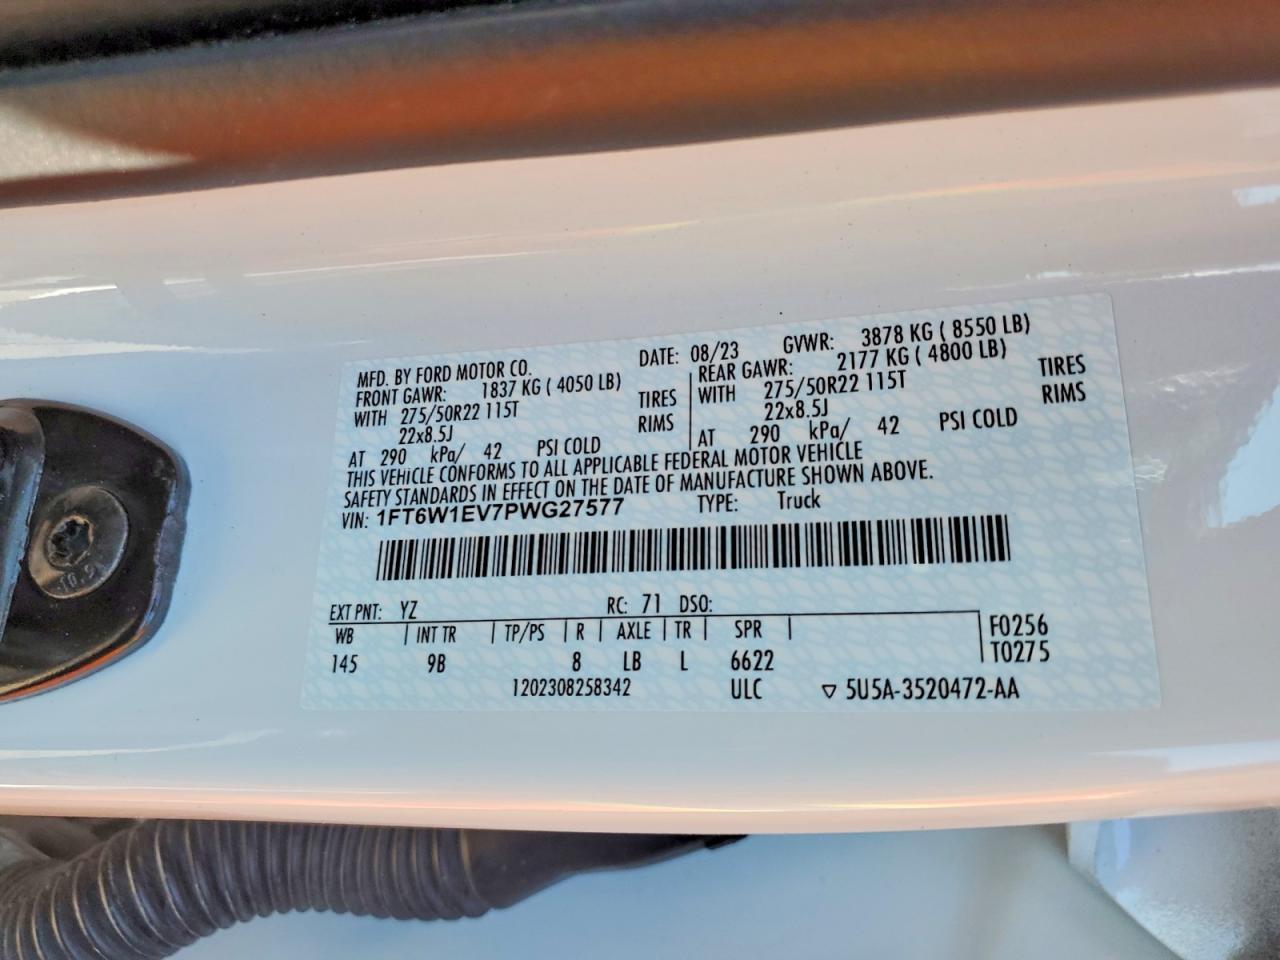 MFD. BY FORD MOTOR CO. DATE: 08/23 GVWR: 3878 KG ( 8550 LB)
FRONT GAWR: 1837 KG ( 4050 LB) REAR GAWR: 2177 KG ( 4800 LB)
WITH 275/50R22 115T TIRES WITH 275/50R22 115T TIRES
22x8.5J RIMS 22x8.5J RIMS
AT 290 kPa/ 42 PSI COLD AT 290 kPa/ 42 PSI COLD
THIS VEHICLE CONFORMS TO ALL APPLICABLE FEDERAL MOTOR VEHICLE
SAFETY STANDARDS IN EFFECT ON THE DATE OF MANUFACTURE SHOWN ABOVE.
VIN: 1FT6W1EV7PWG27577 TYPE: Truck
EXT PNT: YZ RC: 71 DSO:
WB INT TR TP/PS R AXLE TR SPR F0256
145 9B 8 LB L 6622 T0275
1202308258342 ULC ▽ 5U5A-3520472-AA
10.9